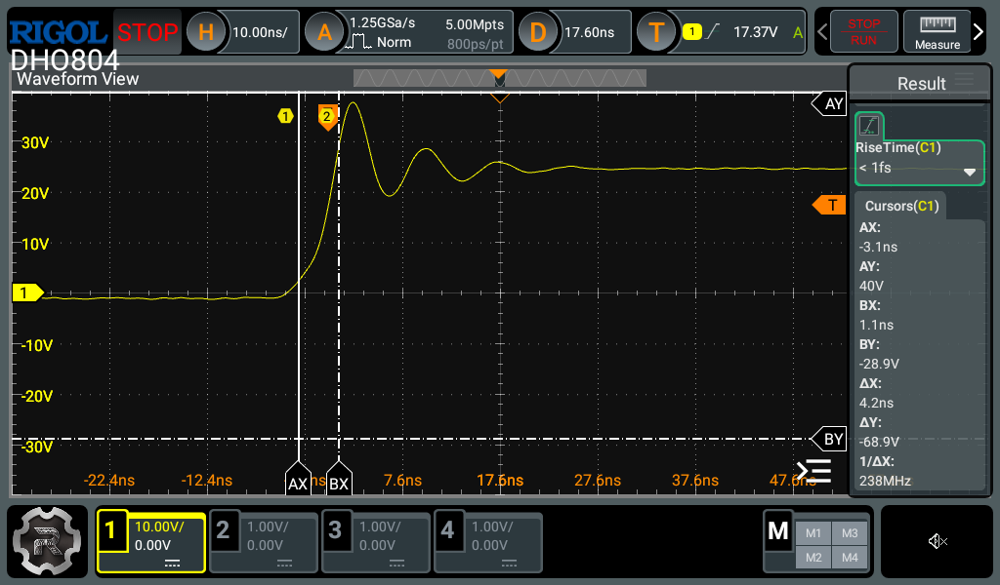 RIGOL STOP H 10.00ns/ A 1.25GSa/s 5.00Mpts D 17.60ns T 1 17.37V A STOP
Norm 800ps/pt RUN Measure
DHO804
Waveform View
Result
AY
1 2
30V
RiseTime(C1)
< 1fs
20V
T
Cursors(C1)
AX:
-3.1ns
10V
AY:
40V
1
BX:
1.1ns
-10V
BY:
-28.9V
ΔX:
-20V
4.2ns
ΔY:
-30V
BY
-68.9V
1/ΔX:
-22.4ns -12.4ns AX ns BX 7.6ns 17.6ns 27.6ns 37.6ns 47.6
238MHz
1 10.00V/ 2 1.00V/ 3 1.00V/ 4 1.00V/ M M1 M3
0.00V 0.00V 0.00V 0.00V M2 M4